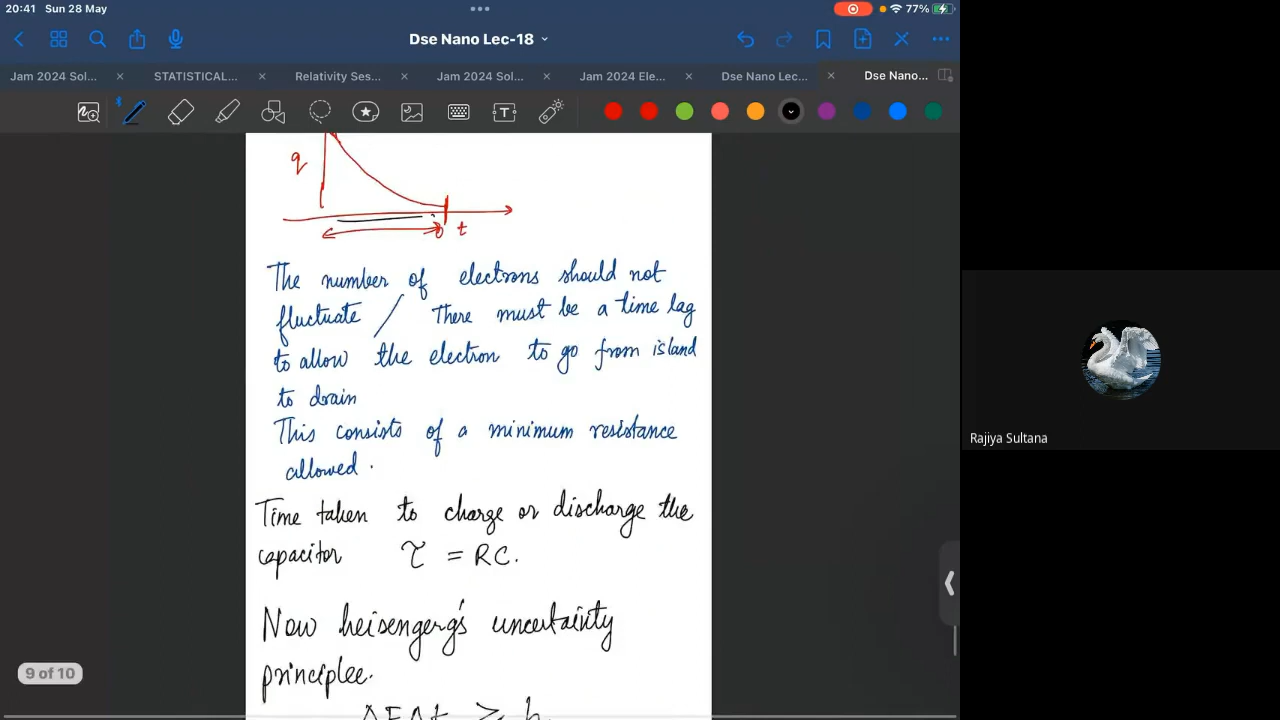 20:41 Sun 28 May
77%
Dse Nano Lec-18
Jam 2024 Sol...
STATISTICAL...
Relativity Ses...
Jam 2024 Sol...
Jam 2024 Ele...
Dse Nano Lec...
Dse Nano...
q
t
The number of electrons should not
fluctuate / There must be a time lag
to allow the electron to go from island
to drain
This consists of a minimum resistance
allowed.
Time taken to charge or discharge the
capacitor τ = RC.
Now heisengerg's uncertainty
principlee.
ΔE Δt ≥ h
9 of 10
Rajiya Sultana